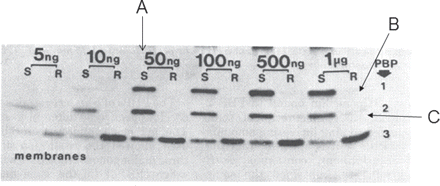 A
B
5ng 10ng 50ng 100ng 500ng 1µg PBP
S R S R S R S R S R S R
1
2
C
3
membranes